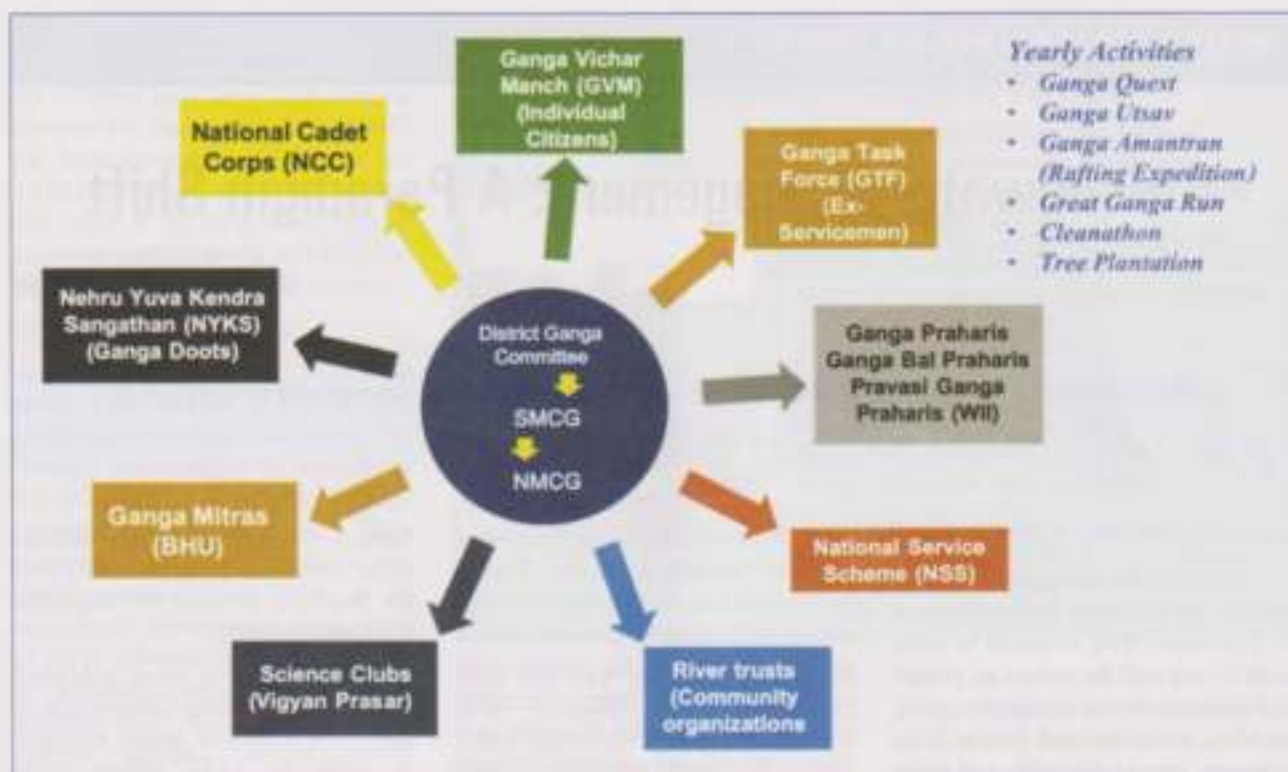 Ganga Vichar
Manch (GVM)
(Individual
Citizens)
Yearly Activities
• Ganga Quest
• Ganga Utsav
• Ganga Amantran
(Rafting Expedition)
• Great Ganga Run
• Cleanathon
• Tree Plantation
National Cadet
Corps (NCC)
Ganga Task
Force (GTF)
(Ex-
Servicemen)
Nehru Yuva Kendra
Sangathan (NYKS)
(Ganga Doots)
District Ganga
Committee
SMCG
NMCG
Ganga Praharis
Ganga Bal Praharis
Pravasi Ganga
Praharis (WII)
Ganga Mitras
(BHU)
National Service
Scheme (NSS)
Science Clubs
(Vigyan Prasar)
River trusts
(Community
organizations